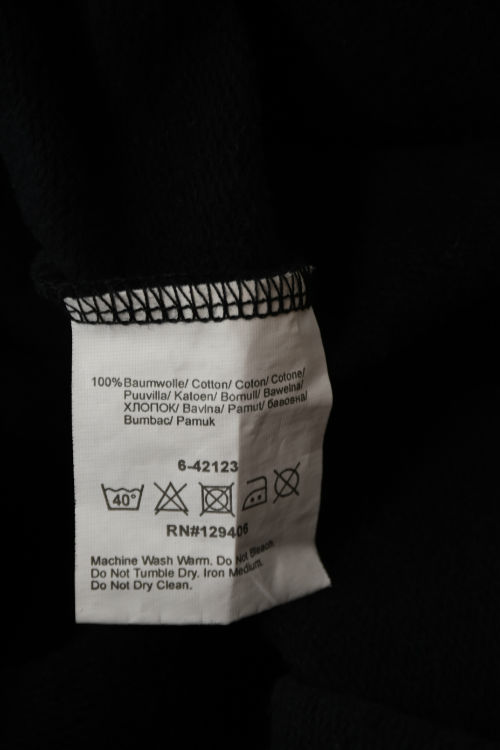 100% Baumwolle/ Cotton/ Coton/ Cotone/
Puuvilla/ Katoen/ Bomull/ Bawełna/
ХЛОПОК/ Bavlna/ Pamut/ бавовна/
Bumbac/ Pamuk
6-42123
40°
RN#129406
Machine Wash Warm. Do Not Bleach.
Do Not Tumble Dry. Iron Medium.
Do Not Dry Clean.